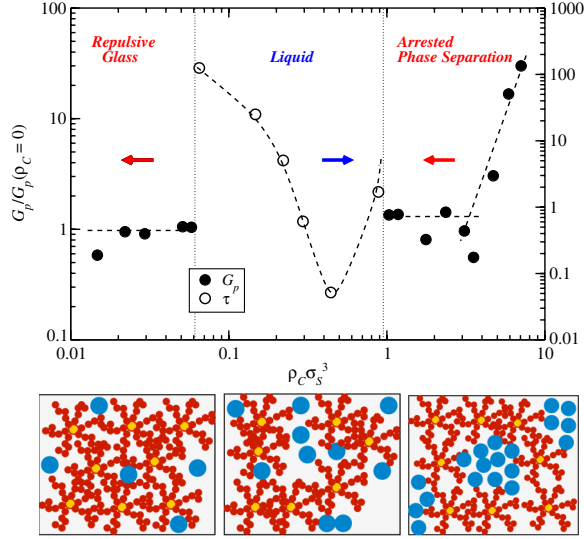 100
1000
Repulsive
Glass
Liquid
Arrested
Phase Separation
10
100
G_p/G_p(ρ_C=0)
10
1
1
0.1
G_p
τ
0.1
0.01
0.01
0.1
1
10
ρ_Cσ_S^3